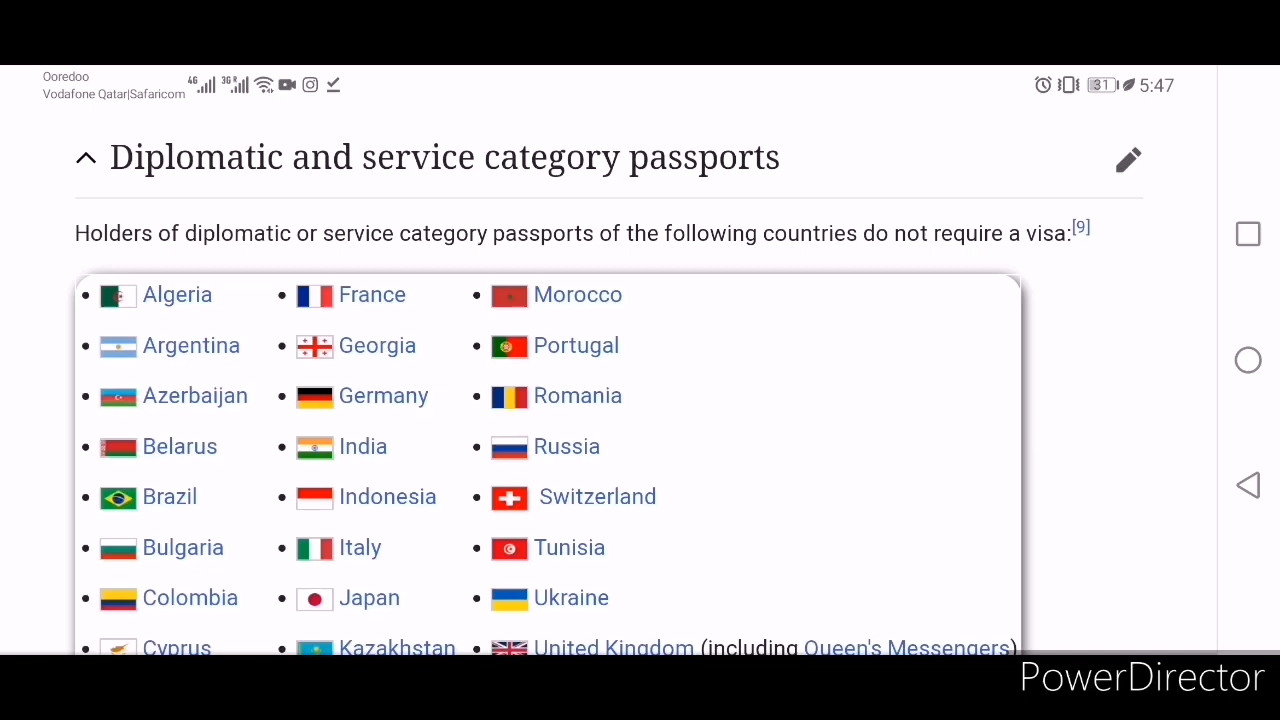 Ooredoo
Vodafone Qatar|Safaricom
4G
3G R
31
5:47
Diplomatic and service category passports
Holders of diplomatic or service category passports of the following countries do not require a visa:[9]
Algeria
Argentina
Azerbaijan
Belarus
Brazil
Bulgaria
Colombia
Cyprus
France
Georgia
Germany
India
Indonesia
Italy
Japan
Kazakhstan
Morocco
Portugal
Romania
Russia
Switzerland
Tunisia
Ukraine
United Kingdom (including Queen's Messengers)
PowerDirector